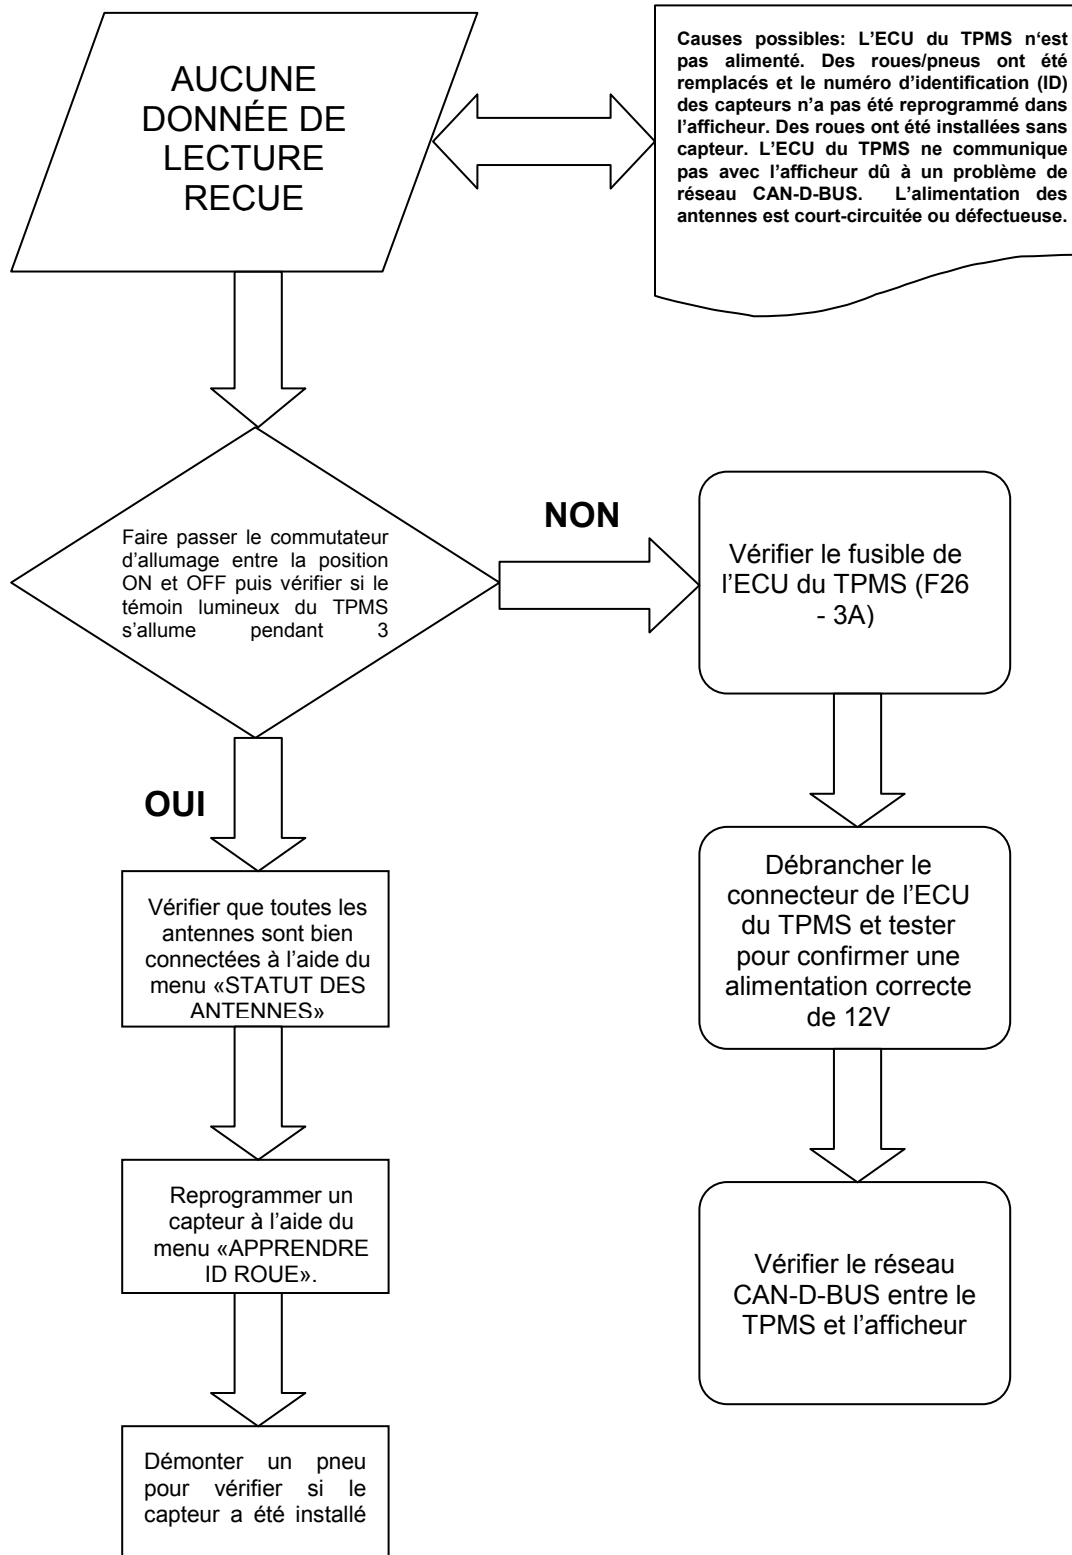 AUCUNE
DONNÉE DE
LECTURE
RECUE
Causes possibles: L'ECU du TPMS n'est
pas alimenté. Des roues/pneus ont été
remplacés et le numéro d'identification (ID)
des capteurs n'a pas été reprogrammé dans
l'afficheur. Des roues ont été installées sans
capteur. L'ECU du TPMS ne communique
pas avec l'afficheur dû à un problème de
réseau CAN-D-BUS. L'alimentation des
antennes est court-circuitée ou défectueuse.
Faire passer le commutateur
d'allumage entre la position
ON et OFF puis vérifier si le
témoin lumineux du TPMS
s'allume pendant 3
NON
Vérifier le fusible de
l'ECU du TPMS (F26
- 3A)
OUI
Vérifier que toutes les
antennes sont bien
connectées à l'aide du
menu «STATUT DES
ANTENNES»
Débrancher le
connecteur de l'ECU
du TPMS et tester
pour confirmer une
alimentation correcte
de 12V
Reprogrammer un
capteur à l'aide du
menu «APPRENDRE
ID ROUE».
Vérifier le réseau
CAN-D-BUS entre le
TPMS et l'afficheur
Démonter un pneu
pour vérifier si le
capteur a été installé